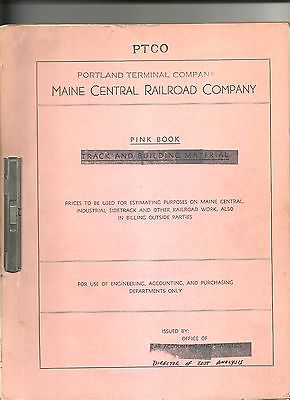 PTCO
PORTLAND TERMINAL COMPANY
MAINE CENTRAL RAILROAD COMPANY
PINK BOOK
TRACK AND BUILDING MATERIAL
PRICES TO BE USED FOR ESTIMATING PURPOSES ON MAINE CENTRAL,
INDUSTRIAL SIDETRACK AND OTHER RAILROAD WORK, ALSO
IN BILLING OUTSIDE PARTIES
FOR USE OF ENGINEERING, ACCOUNTING, AND PURCHASING
DEPARTMENTS ONLY
ISSUED BY:
OFFICE OF
DIRECTOR OF COST ANALYSIS